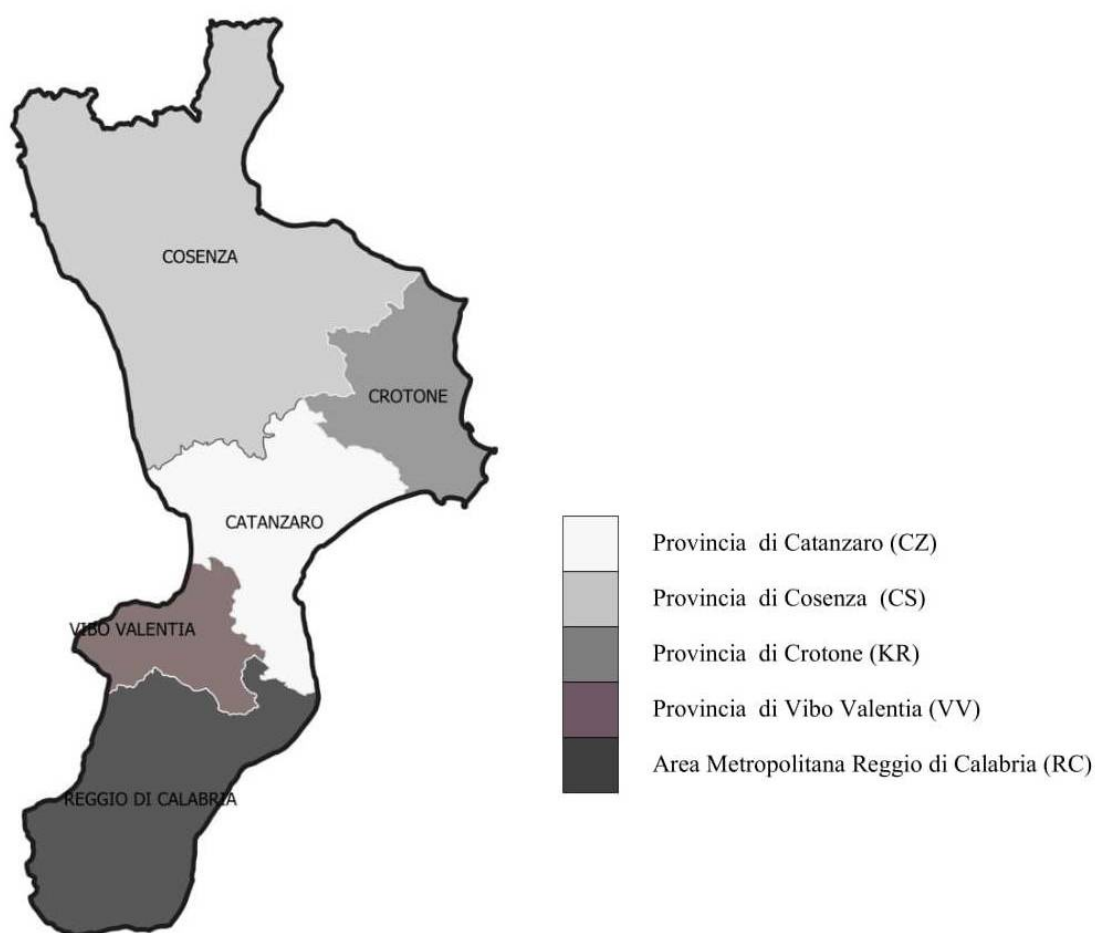 COSENZA
CROTONE
CATANZARO
VIBO VALENTIA
REGGIO DI CALABRIA
Provincia di Catanzaro (CZ)
Provincia di Cosenza (CS)
Provincia di Crotone (KR)
Provincia di Vibo Valentia (VV)
Area Metropolitana Reggio di Calabria (RC)